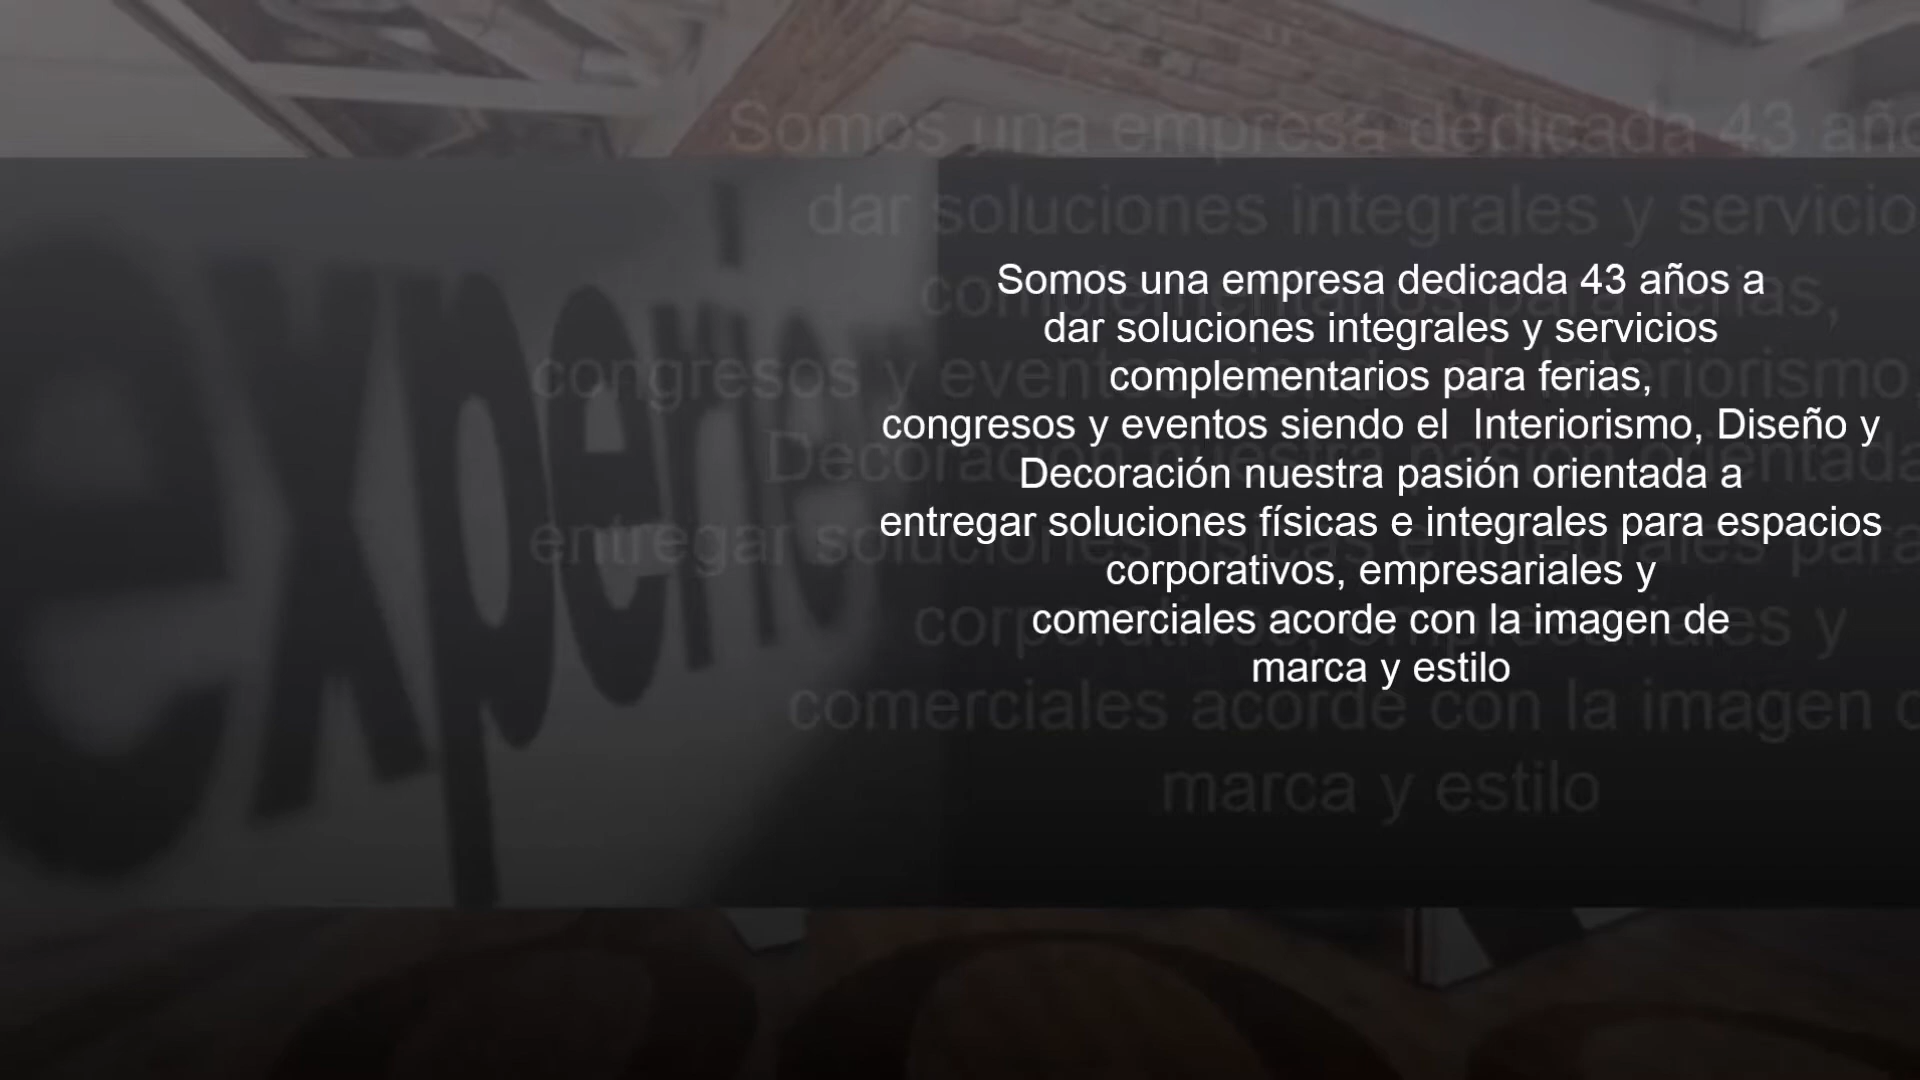 Somos una empresa dedicada 43 años a
dar soluciones integrales y servicios
complementarios para ferias,
congresos y eventos siendo el  Interiorismo, Diseño y
Decoración nuestra pasión orientada a
entregar soluciones físicas e integrales para espacios
corporativos, empresariales y
comerciales acorde con la imagen de
marca y estilo